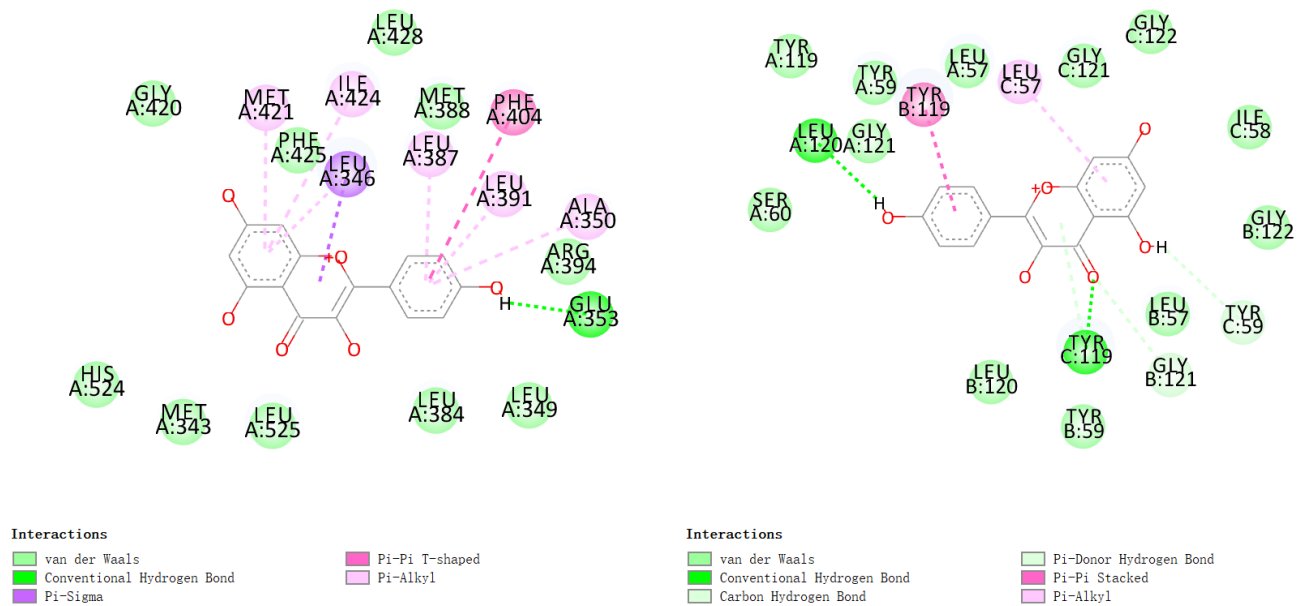 LEU
A:428
GLY
A:420
MET
A:421
ILE
A:424
MET
A:388
PHE
A:404
PHE
A:425
LEU
A:346
LEU
A:387
LEU
A:391
ALA
A:350
ARG
A:394
GLU
A:353
O
O
+O
O
H
O
O
O
HIS
A:524
MET
A:343
LEU
A:525
LEU
A:384
LEU
A:349
Interactions
van der Waals
Conventional Hydrogen Bond
Pi-Sigma
Pi-Pi T-shaped
Pi-Alkyl
TYR
A:119
TYR
A:59
LEU
A:57
TYR
B:119
LEU
C:57
GLY
C:121
GLY
C:122
ILE
C:58
LEU
A:120
GLY
A:121
SER
A:60
GLY
B:122
H
O
+O
O
O
H
O
O
LEU
B:57
TYR
C:59
TYR
C:119
GLY
B:121
LEU
B:120
TYR
B:59
Interactions
van der Waals
Conventional Hydrogen Bond
Carbon Hydrogen Bond
Pi-Donor Hydrogen Bond
Pi-Pi Stacked
Pi-Alkyl